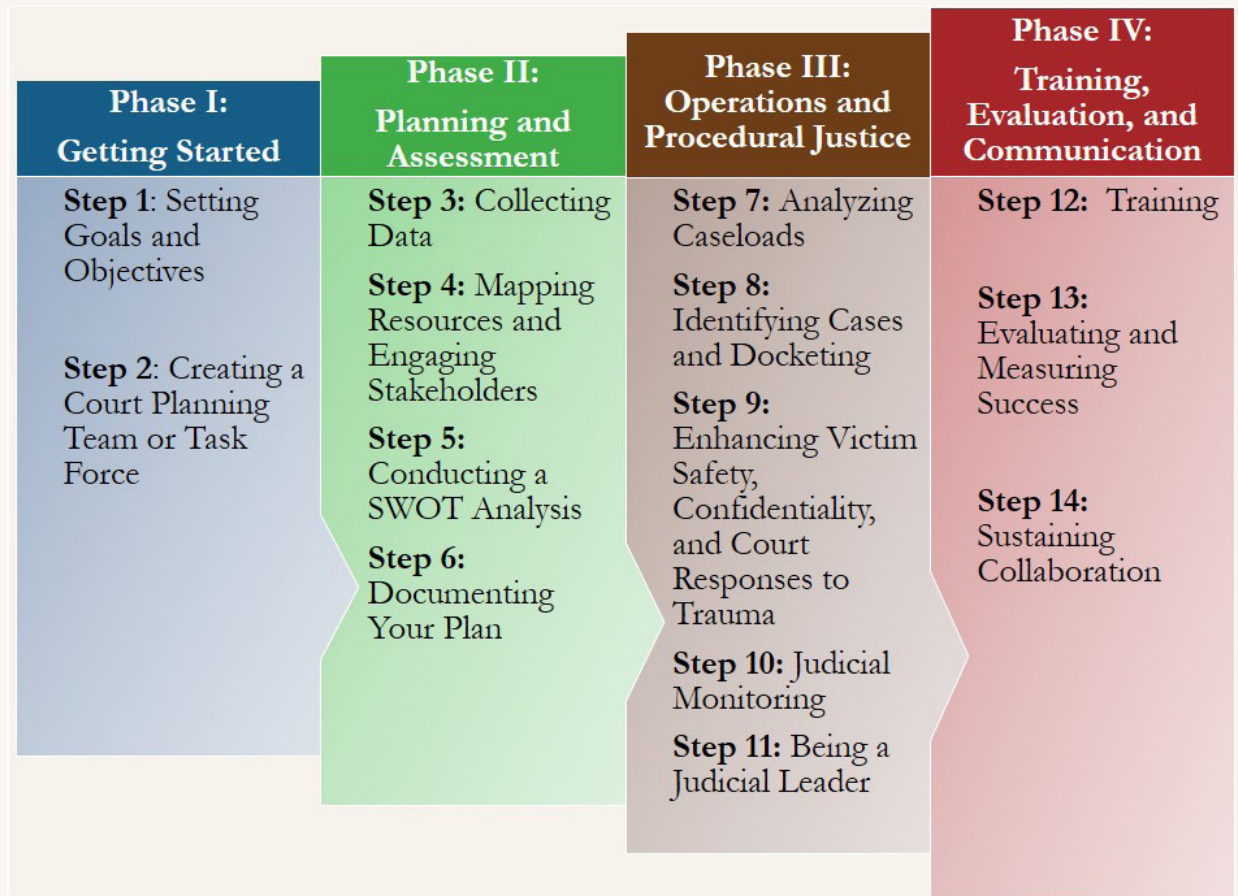 Phase I:
Getting Started
Step 1: Setting
Goals and
Objectives
Step 2: Creating a
Court Planning
Team or Task
Force
Phase II:
Planning and
Assessment
Step 3: Collecting
Data
Step 4: Mapping
Resources and
Engaging
Stakeholders
Step 5:
Conducting a
SWOT Analysis
Step 6:
Documenting
Your Plan
Phase III:
Operations and
Procedural Justice
Step 7: Analyzing
Caseloads
Step 8:
Identifying Cases
and Docketing
Step 9:
Enhancing Victim
Safety,
Confidentiality,
and Court
Responses to
Trauma
Step 10: Judicial
Monitoring
Step 11: Being a
Judicial Leader
Phase IV:
Training,
Evaluation, and
Communication
Step 12: Training
Step 13:
Evaluating and
Measuring
Success
Step 14:
Sustaining
Collaboration